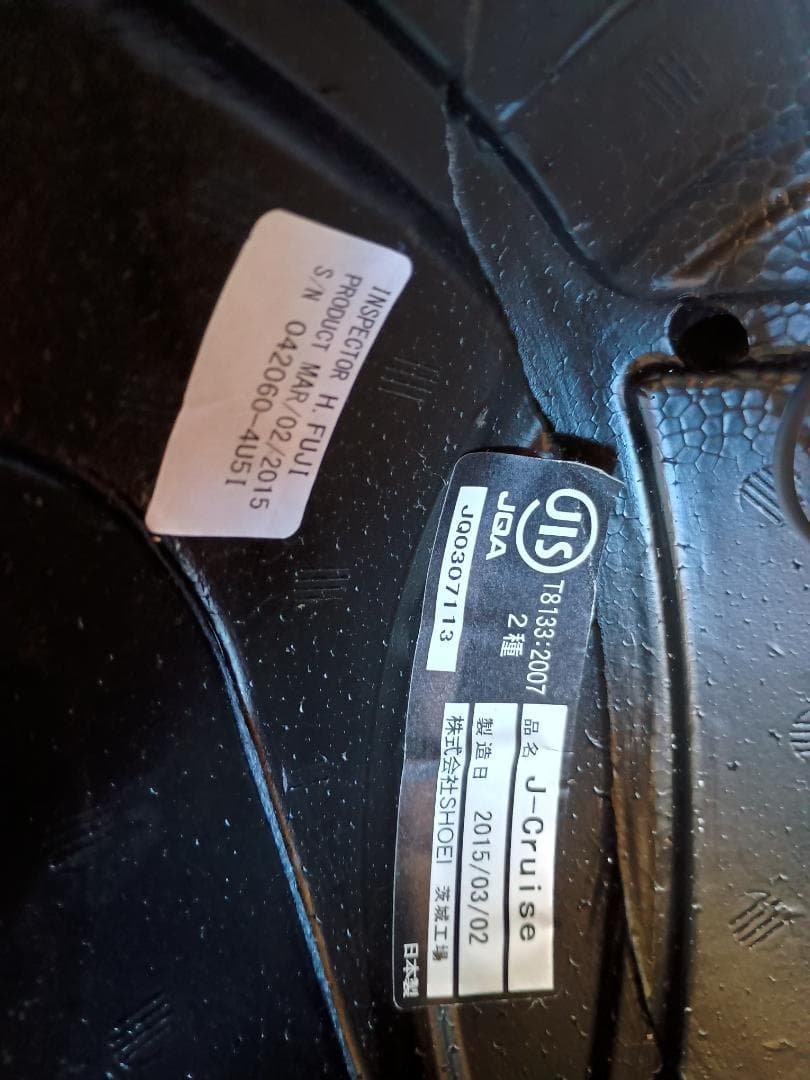 INSPECTOR H. FUJI
PRODUCT MAR/02/2015
S/N 042060-4U5I
JIS T8133:2007
JQA 2種
JQ0307113
品名 J-Cruise
製造日 2015/03/02
株式会社SHOEI 茨城工場
日本製